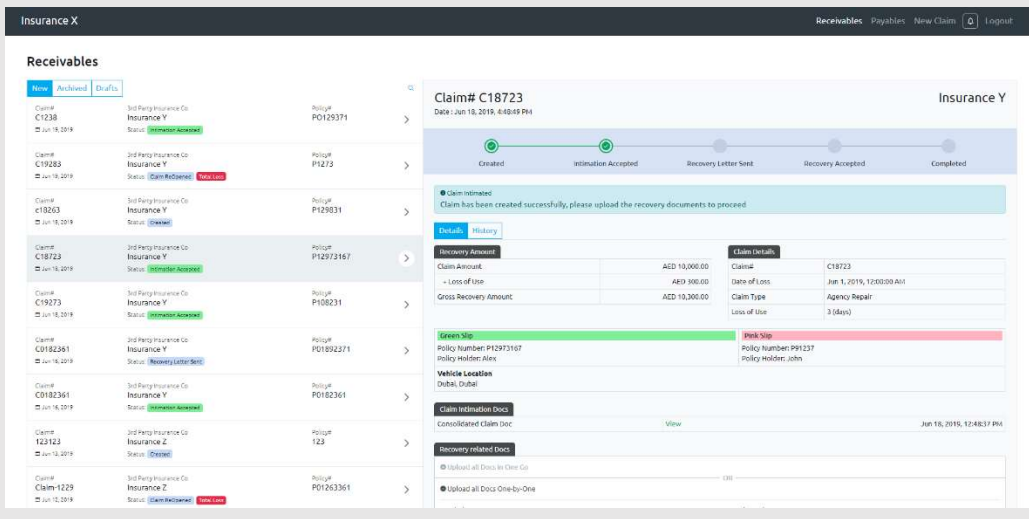 Insurance X
Receivables Payables New Claim Logout
Receivables
New Archived Drafts
Claim# 3rd Party Insurance Co Policy#
C1238 Insurance Y PO129371
Jun 19, 2019 Status: Intimation Accepted
Claim# 3rd Party Insurance Co Policy#
C19283 Insurance Y P1273
Jun 19, 2019 Status: Claim ReOpened Total Loss
Claim# 3rd Party Insurance Co Policy#
c18263 Insurance Y P129831
Jun 18, 2019 Status: Created
Claim# 3rd Party Insurance Co Policy#
C18723 Insurance Y P12973167
Jun 18, 2019 Status: Intimation Accepted
Claim# 3rd Party Insurance Co Policy#
C19273 Insurance Y P108231
Jun 18, 2019 Status: Intimation Accepted
Claim# 3rd Party Insurance Co Policy#
C0182361 Insurance Y P01892371
Jun 16, 2019 Status: Recovery Letter Sent
Claim# 3rd Party Insurance Co Policy#
C0182361 Insurance Y P0182361
Jun 16, 2019 Status: Intimation Accepted
Claim# 3rd Party Insurance Co Policy#
123123 Insurance Z 123
Jun 13, 2019 Status: Created
Claim# 3rd Party Insurance Co Policy#
Claim-1229 Insurance Z P01263361
Jun 12, 2019 Status: Claim ReOpened Total Loss
Claim# C18723 Insurance Y
Date : Jun 18, 2019, 4:48:49 PM
Created Intimation Accepted Recovery Letter Sent Recovery Accepted Completed
Claim Intimated
Claim has been created successfully, please upload the recovery documents to proceed
Details History
Recovery Amount
Claim Amount AED 10,000.00
+ Loss of Use AED 300.00
Gross Recovery Amount AED 10,300.00
Claim Details
Claim# C18723
Date of Loss Jun 1, 2019, 12:00:00 AM
Claim Type Agency Repair
Loss of Use 3 (days)
Green Slip
Policy Number: P12973167
Policy Holder: Alex
Pink Slip
Policy Number: P91237
Policy Holder: John
Vehicle Location
Dubai, Dubai
Claim Intimation Docs
Consolidated Claim Doc View Jun 18, 2019, 12:48:37 PM
Recovery related Docs
Upload all Docs in One Go
OR
Upload all Docs One-by-One